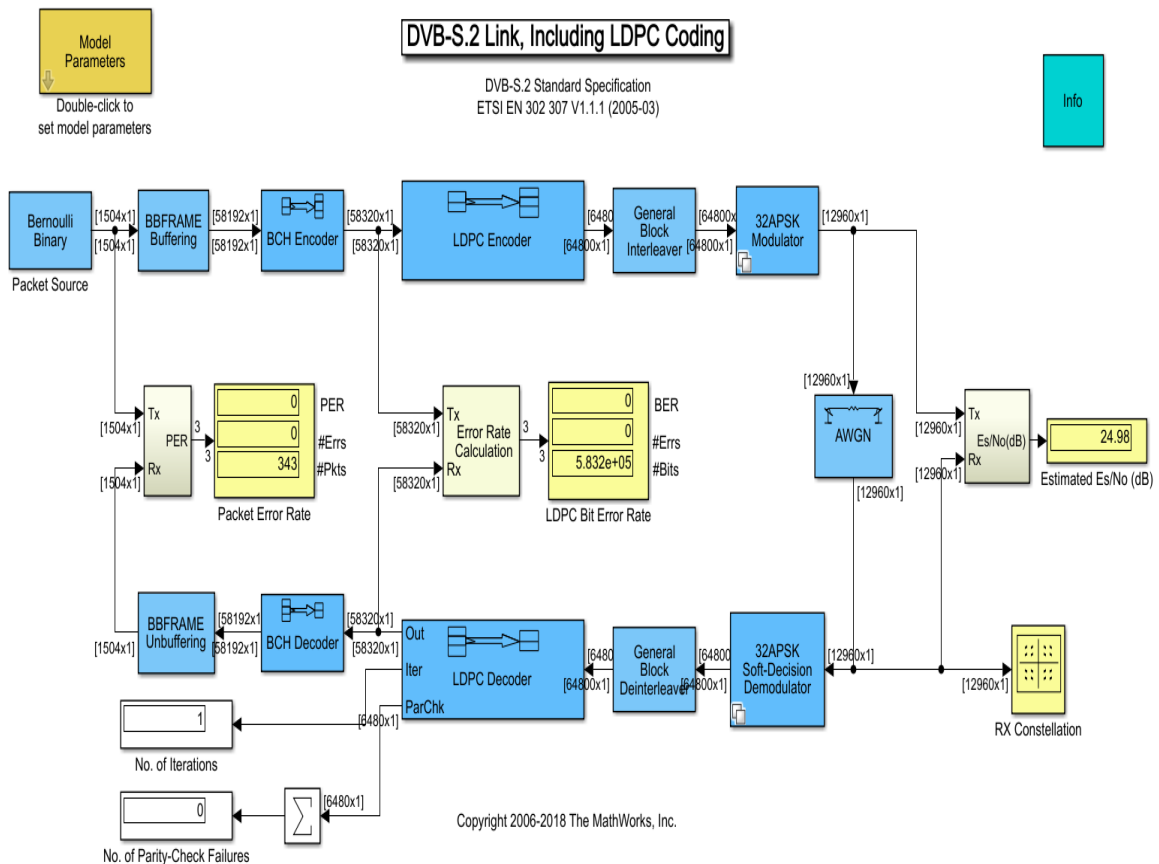 Model
Parameters
Double-click to
set model parameters
DVB-S.2 Link, Including LDPC Coding
DVB-S.2 Standard Specification
ETSI EN 302 307 V1.1.1 (2005-03)
Info
Bernoulli
Binary
Packet Source
[1504x1]
[1504x1]
BBFRAME
Buffering
[58192x1]
[58192x1]
BCH Encoder
[58320x1]
[58320x1]
LDPC Encoder
[6480
[64800x1]
General
Block
Interleaver
[64800x
[64800x1]
32APSK
Modulator
[12960x1]
[1504x1]
[1504x1]
Tx
Rx
PER
3
3
0
0
343
PER
#Errs
#Pkts
Packet Error Rate
[58320x1]
[58320x1]
Tx
Rx
Error Rate
Calculation
3
3
0
0
5.832e+05
BER
#Errs
#Bits
LDPC Bit Error Rate
[12960x1]
AWGN
[12960x1]
[12960x1]
[12960x1]
Tx
Rx
Es/No(dB)
24.98
Estimated Es/No (dB)
[1504x1]
BBFRAME
Unbuffering
[58192x1
[58192x1]
BCH Decoder
[58320x1]
[58320x1]
Out
Iter
ParChk
LDPC Decoder
[6480
[64800x1]
General
Block
Deinterleaver
[64800
[64800x1]
32APSK
Soft-Decision
Demodulator
[12960x1]
[12960x1]
RX Constellation
[6480x1]
1
No. of Iterations
0
No. of Parity-Check Failures
∑
[6480x1]
Copyright 2006-2018 The MathWorks, Inc.